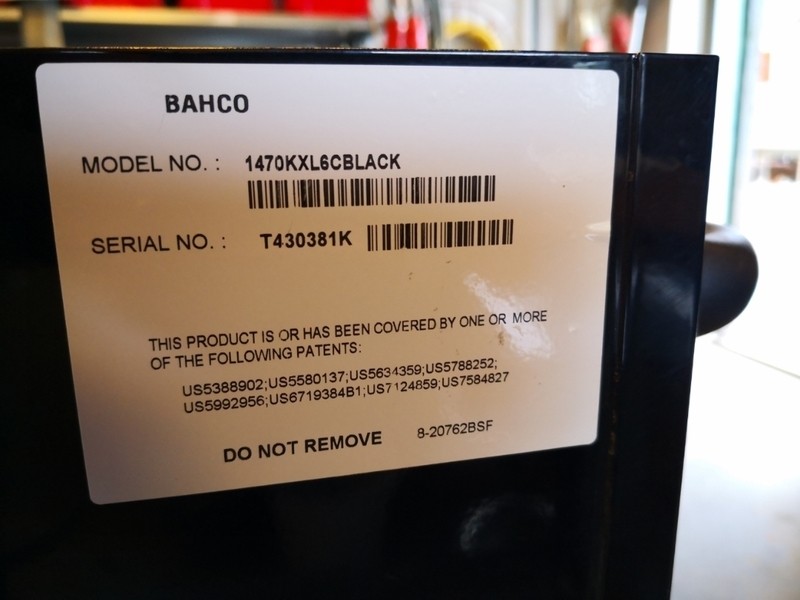 BAHCO
MODEL NO. : 1470KXL6CBLACK
SERIAL NO. : T430381K
THIS PRODUCT IS OR HAS BEEN COVERED BY ONE OR MORE
OF THE FOLLOWING PATENTS:
US5388902;US5580137;US5634359;US5788252;
US5992956;US6719384B1;US7124859;US7584827
DO NOT REMOVE 8-20762BSF